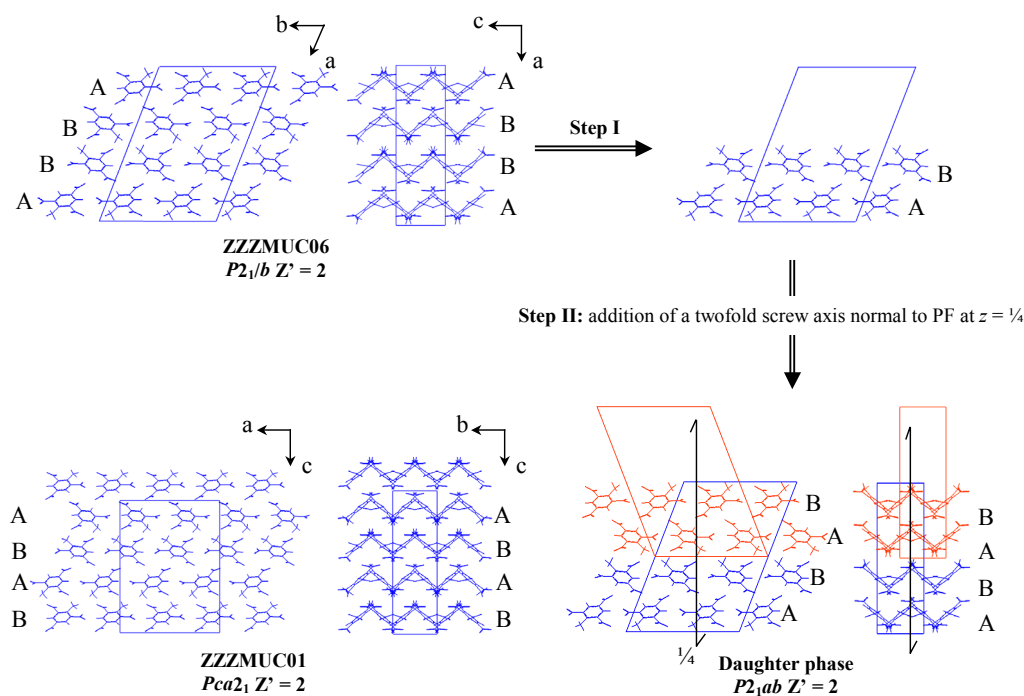 b
a
c
a
A
B
B
A
A
B
B
A
ZZZMUC06
P2₁/b Z’ = 2
Step I
B
A
Step II: addition of a twofold screw axis normal to PF at z = ¼
a
c
b
c
A
B
A
B
A
B
A
B
ZZZMUC01
Pca2₁ Z’ = 2
B
A
B
A
B
A
B
A
¼
Daughter phase
P2₁ab Z’ = 2